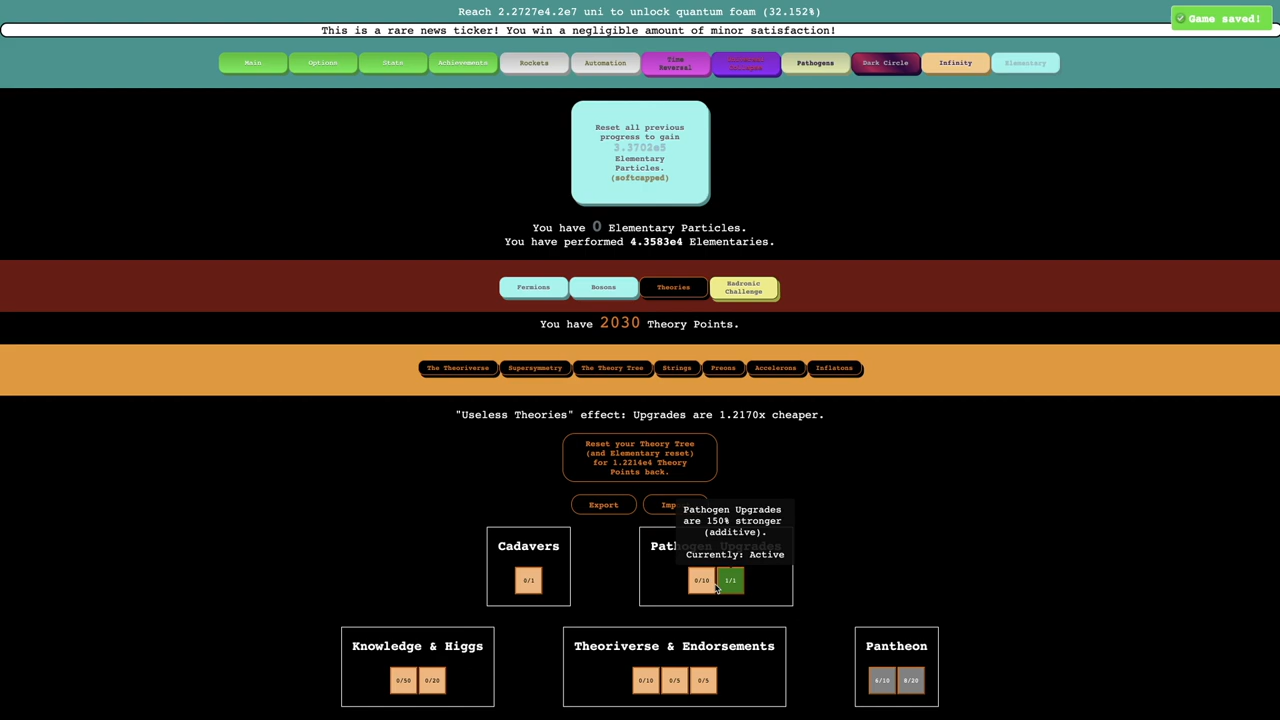 Reach 2.2727e4.2e7 uni to unlock quantum foam (32.152%)
Game saved!
This is a rare news ticker! You win a negligible amount of minor satisfaction!
Main
Options
Stats
Achievements
Rockets
Automation
Time
Reversal
Pathogens
Dark Circle
Infinity
Elementary
Reset all previous
progress to gain
3.3702e5
Elementary
Particles.
(softcapped)
You have 0 Elementary Particles.
You have performed 4.3583e4 Elementaries.
Fermions
Bosons
Theories
Hadronic
Challenge
You have 2030 Theory Points.
The Theoriverse
Supersymmetry
The Theory Tree
Strings
Preons
Accelerons
Inflatons
"Useless Theories" effect: Upgrades are 1.2170x cheaper.
Reset your Theory Tree
(and Elementary reset)
for 1.2214e4 Theory
Points back.
Export
Imp
Pathogen Upgrades
are 150% stronger
(additive).
Currently: Active
Cadavers
Pathogen Upgrades
0/1
0/10
1/1
Knowledge & Higgs
Theoriverse & Endorsements
Pantheon
0/50
0/20
0/10
0/5
0/5
6/10
8/20